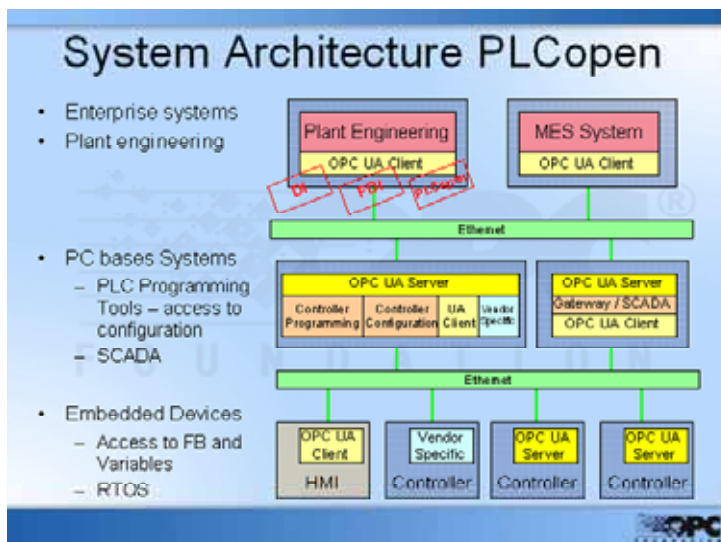 System Architecture PLCopen
• Enterprise systems
• Plant engineering
• PC bases Systems
– PLC Programming
Tools – access to
configuration
– SCADA
• Embedded Devices
– Access to FB and
Variables
– RTOS
Plant Engineering
OPC UA Client
DI
FDI
PLCopen
MES System
OPC UA Client
Ethernet
OPC UA Server
Controller
Programming
Controller
Configuration
UA
Client
Vendor
Specific
OPC UA Server
Gateway / SCADA
OPC UA Client
Ethernet
OPC UA
Client
HMI
Vendor
Specific
Controller
OPC UA
Server
Controller
OPC UA
Server
Controller
FOUNDATION
®
OPC